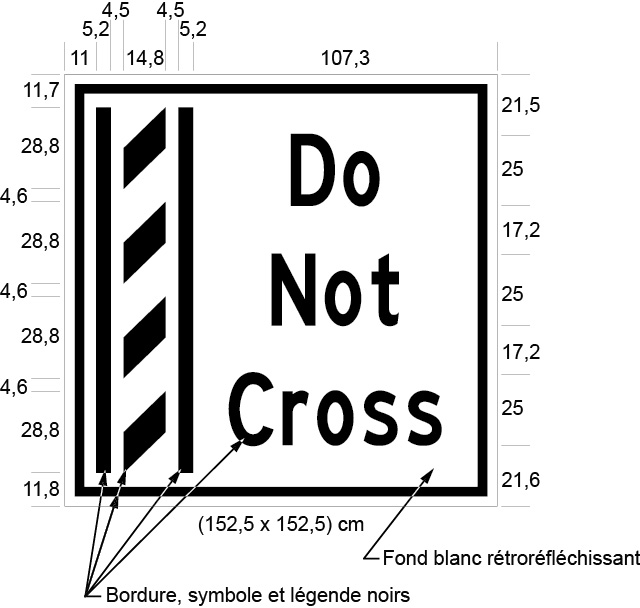 4,5 4,5
5,2 5,2
11 14,8 107,3
11,7
28,8
4,6
28,8
4,6
28,8
4,6
28,8
11,8
Do
Not
Cross
21,5
25
17,2
25
17,2
25
21,6
(152,5 x 152,5) cm
Fond blanc rétroréfléchissant
Bordure, symbole et légende noirs